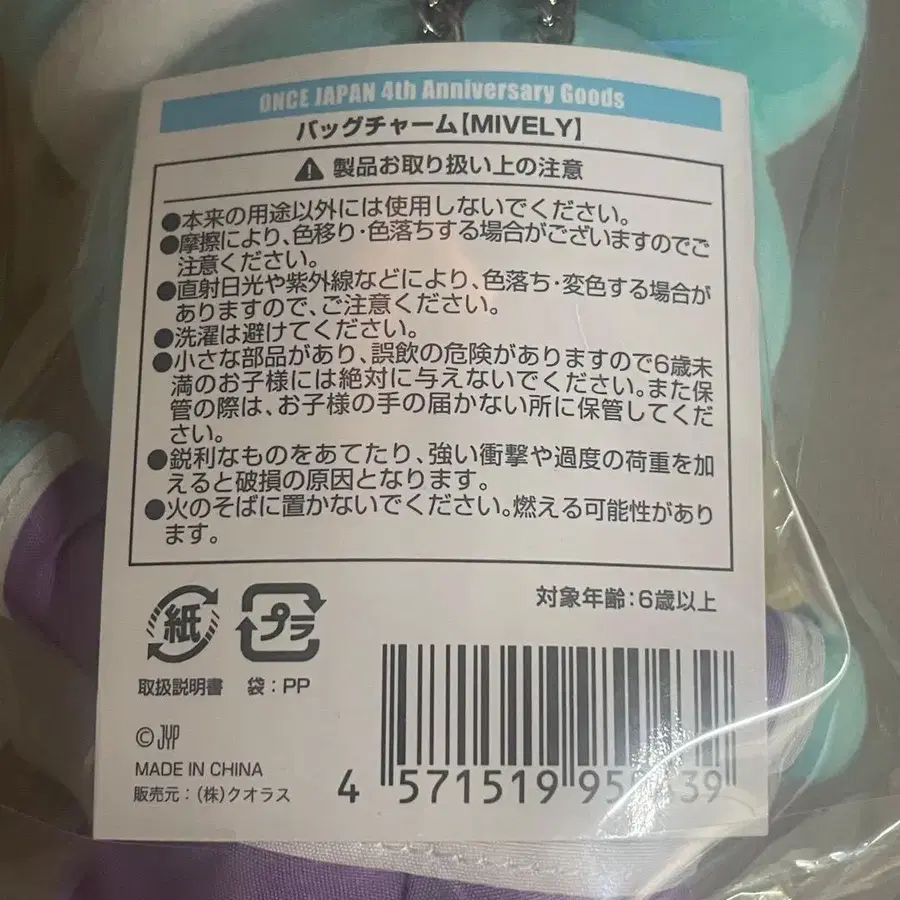 ONCE JAPAN 4th Anniversary Goods
バッグチャーム【MIVELY】
製品お取り扱い上の注意
●本来の用途以外には使用しないでください。
●摩擦により、色移り・色落ちする場合がございますのでご
注意ください。
●直射日光や紫外線などにより、色落ち・変色する場合が
ありますので、ご注意ください。
●洗濯は避けてください。
●小さな部品があり、誤飲の危険がありますので6歳未
満のお子様には絶対に与えないでください。また保
管の際は、お子様の手の届かない所に保管してくだ
さい。
●鋭利なものをあてたり、強い衝撃や過度の荷重を加
えると破損の原因となります。
●火のそばに置かないでください。燃える可能性があり
ます。
対象年齢:6歳以上
紙 プラ
取扱説明書 袋:PP
©JYP
MADE IN CHINA
販売元:(株)クオラス
4 571519